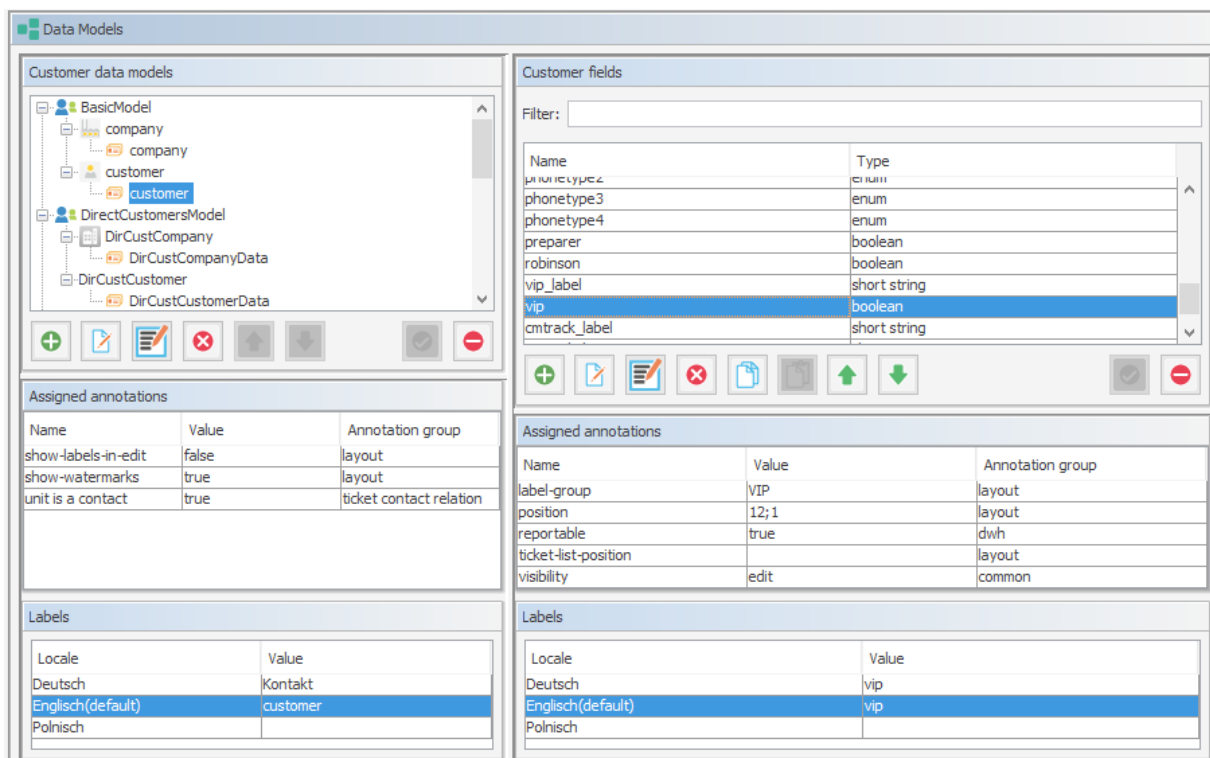 Data Models
Customer data models
BasicModel
company
company
customer
customer
DirectCustomersModel
DirCustCompany
DirCustCompanyData
DirCustCustomer
DirCustCustomerData
Assigned annotations
Name Value Annotation group
show-labels-in-edit false layout
show-watermarks true layout
unit is a contact true ticket contact relation
Labels
Locale Value
Deutsch Kontakt
Englisch(default) customer
Polnisch
Customer fields
Filter:
Name Type
phonetype2 enum
phonetype3 enum
phonetype4 enum
preparer boolean
robinson boolean
vip_label short string
vip boolean
cmtrack_label short string
Assigned annotations
Name Value Annotation group
label-group VIP layout
position 12;1 layout
reportable true dwh
ticket-list-position layout
visibility edit common
Labels
Locale Value
Deutsch vip
Englisch(default) vip
Polnisch